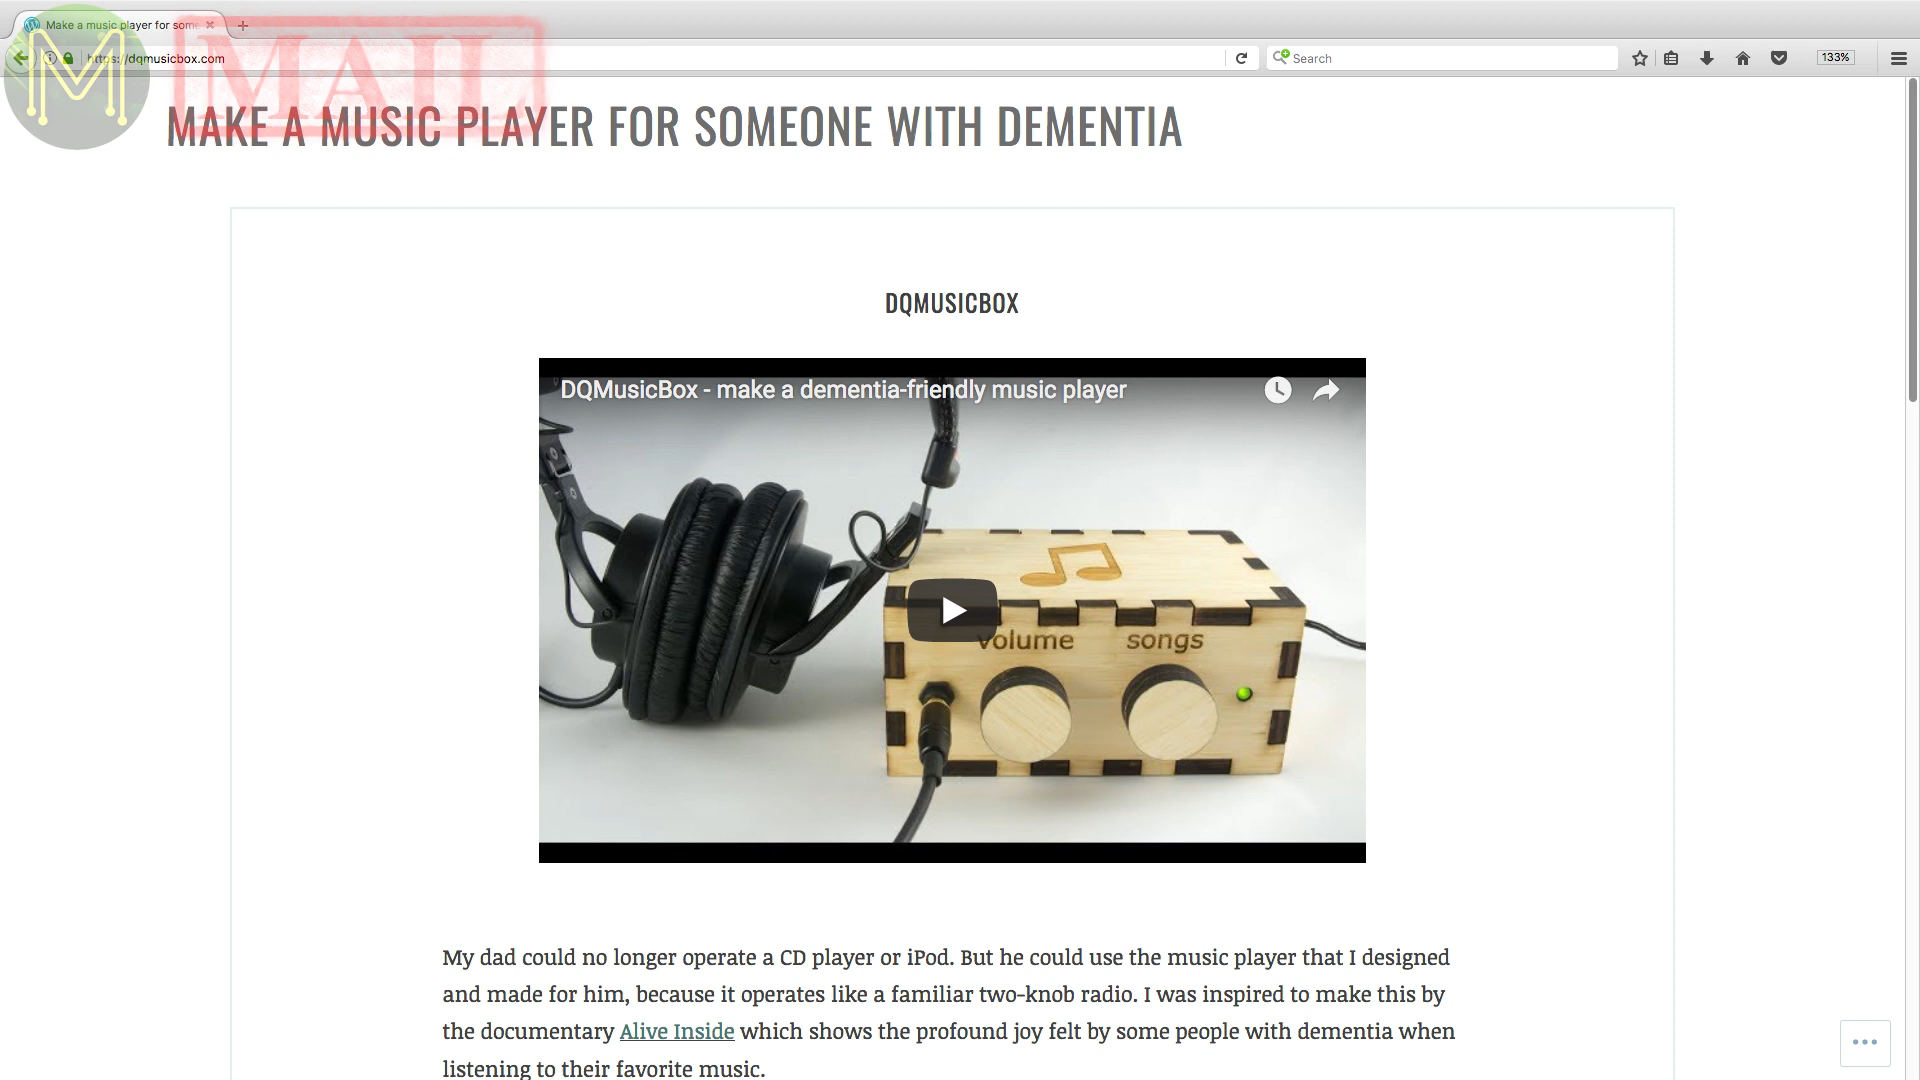 Make a music player for some
https://dqmusicbox.com
Search
133%
M
MAIL
MAKE A MUSIC PLAYER FOR SOMEONE WITH DEMENTIA
DQMUSICBOX
DQMusicBox - make a dementia-friendly music player
volume songs
My dad could no longer operate a CD player or iPod. But he could use the music player that I designed
and made for him, because it operates like a familiar two-knob radio. I was inspired to make this by
the documentary Alive Inside which shows the profound joy felt by some people with dementia when
listening to their favorite music.